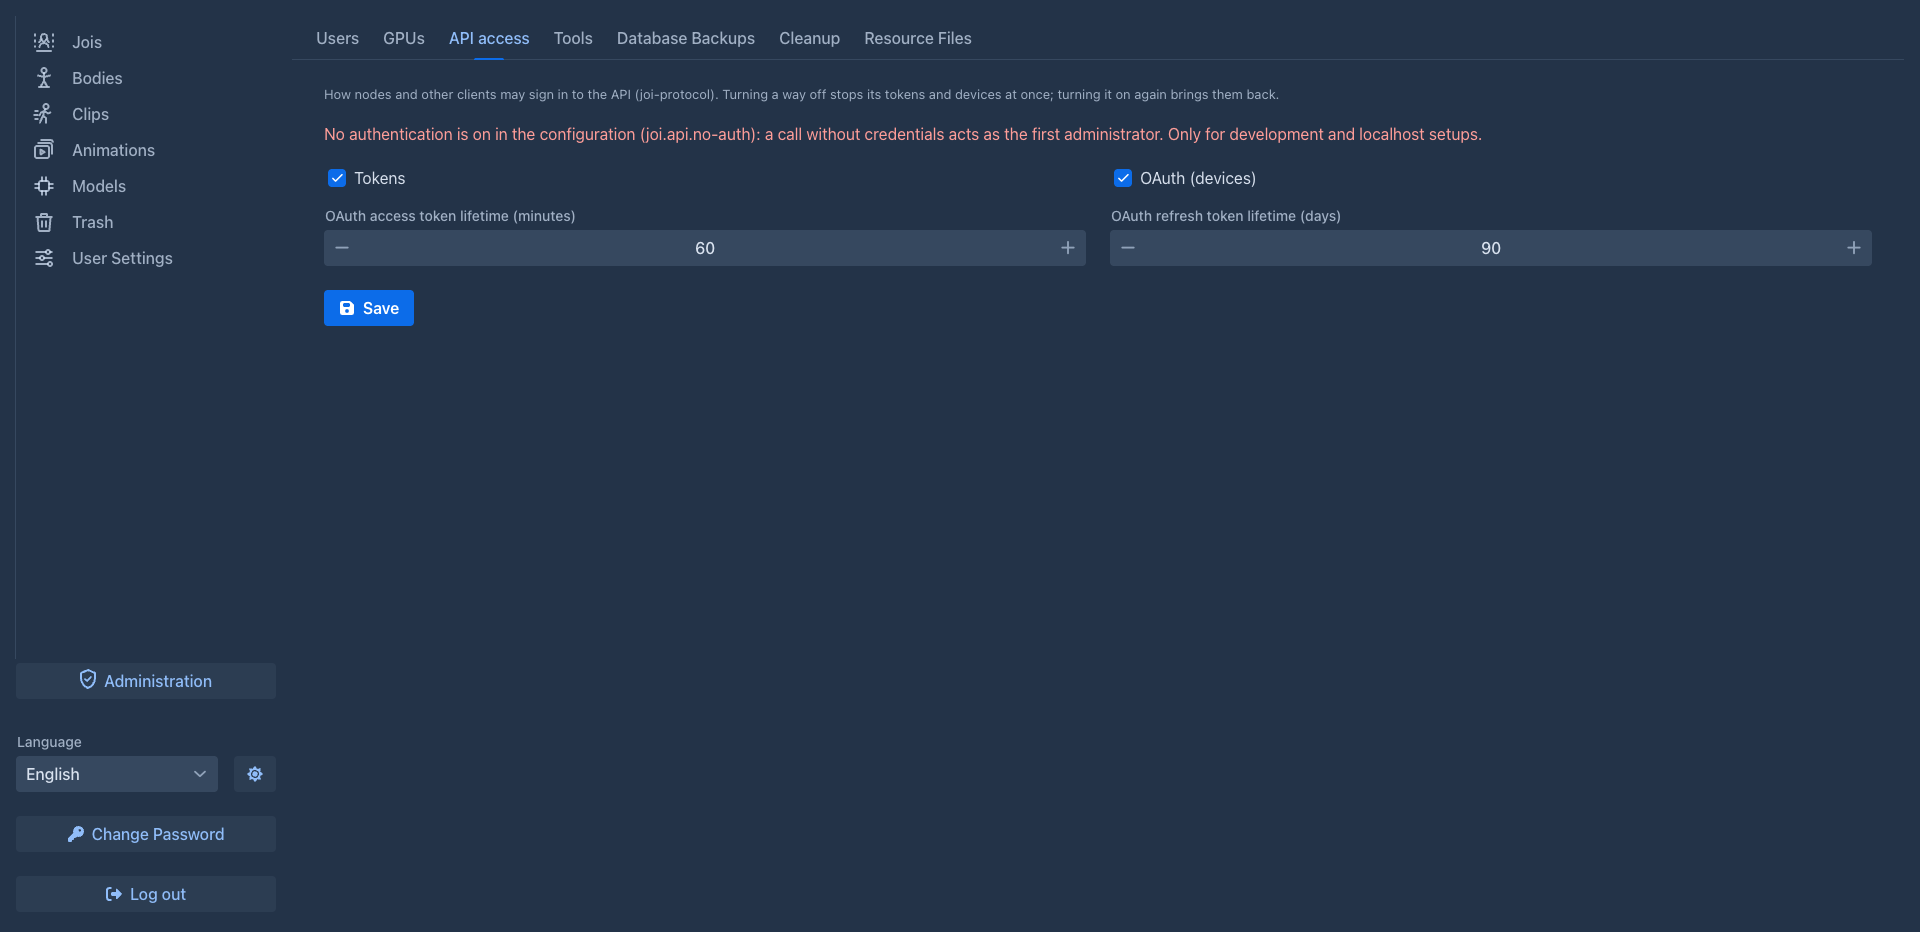 Jois
Bodies
Clips
Animations
Models
Trash
User Settings
Administration
Language
English
Change Password
Log out
Users
GPUs
API access
Tools
Database Backups
Cleanup
Resource Files
How nodes and other clients may sign in to the API (joi-protocol). Turning a way off stops its tokens and devices at once; turning it on again brings them back.
No authentication is on in the configuration (joi.api.no-auth): a call without credentials acts as the first administrator. Only for development and localhost setups.
Tokens
OAuth (devices)
OAuth access token lifetime (minutes)
60
OAuth refresh token lifetime (days)
90
Save